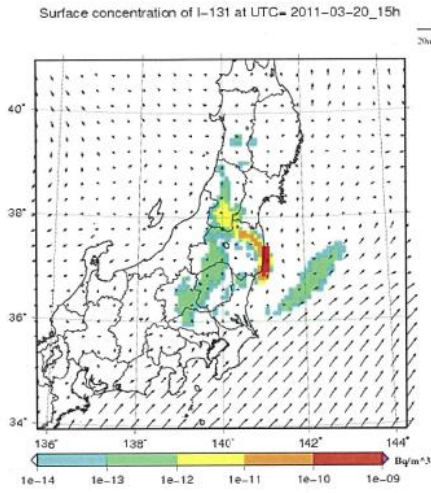 Surface concentration of I-131 at UTC= 2011-03-20_15h
40°
38°
36°
34°
136°
138°
140°
142°
144°
Bq/m^3
1e-14
1e-13
1e-12
1e-11
1e-10
1e-09